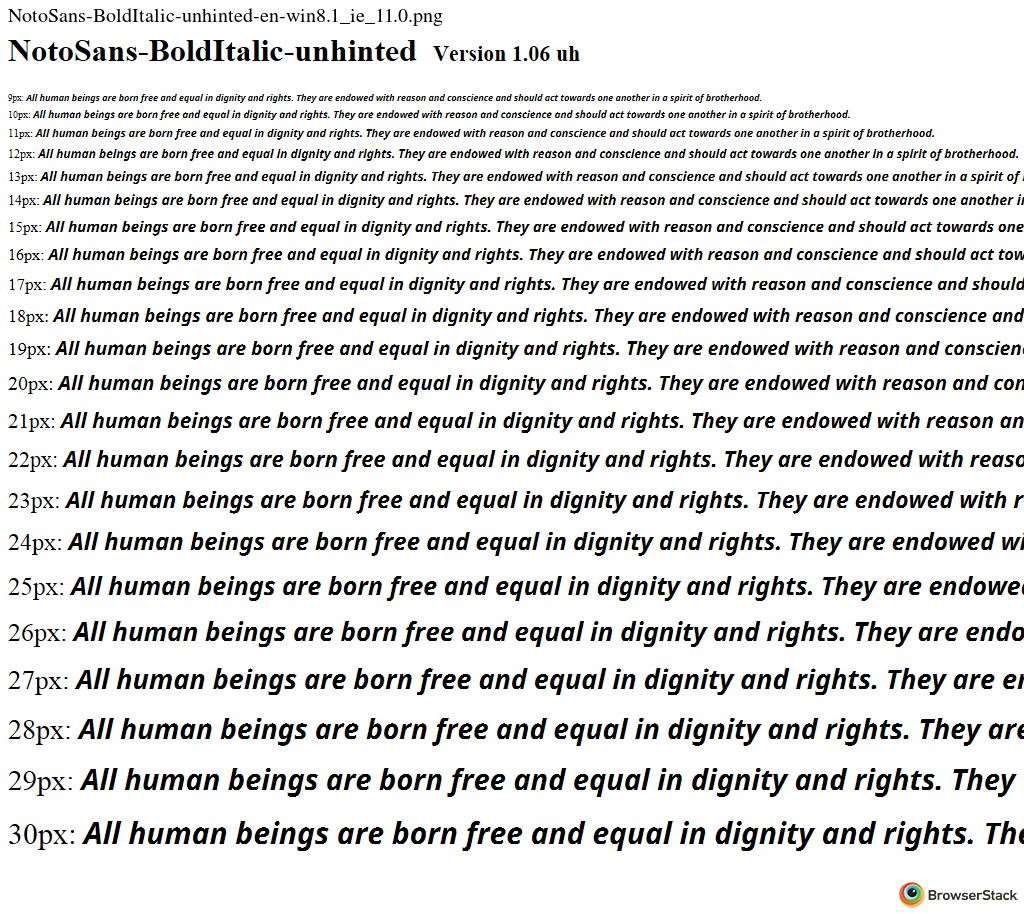 NotoSans-BoldItalic-unhinted-en-win8.1_ie_11.0.png
NotoSans-BoldItalic-unhinted Version 1.06 uh
9px: All human beings are born free and equal in dignity and rights. They are endowed with reason and conscience and should act towards one another in a spirit of brotherhood.
10px: All human beings are born free and equal in dignity and rights. They are endowed with reason and conscience and should act towards one another in a spirit of brotherhood.
11px: All human beings are born free and equal in dignity and rights. They are endowed with reason and conscience and should act towards one another in a spirit of brotherhood.
12px: All human beings are born free and equal in dignity and rights. They are endowed with reason and conscience and should act towards one another in a spirit of brotherhood.
13px: All human beings are born free and equal in dignity and rights. They are endowed with reason and conscience and should act towards one another in a spirit of
14px: All human beings are born free and equal in dignity and rights. They are endowed with reason and conscience and should act towards one another i
15px: All human beings are born free and equal in dignity and rights. They are endowed with reason and conscience and should act towards one
16px: All human beings are born free and equal in dignity and rights. They are endowed with reason and conscience and should act tow
17px: All human beings are born free and equal in dignity and rights. They are endowed with reason and conscience and should
18px: All human beings are born free and equal in dignity and rights. They are endowed with reason and conscience and
19px: All human beings are born free and equal in dignity and rights. They are endowed with reason and conscien
20px: All human beings are born free and equal in dignity and rights. They are endowed with reason and con
21px: All human beings are born free and equal in dignity and rights. They are endowed with reason an
22px: All human beings are born free and equal in dignity and rights. They are endowed with reaso
23px: All human beings are born free and equal in dignity and rights. They are endowed with r
24px: All human beings are born free and equal in dignity and rights. They are endowed wi
25px: All human beings are born free and equal in dignity and rights. They are endowe
26px: All human beings are born free and equal in dignity and rights. They are endo
27px: All human beings are born free and equal in dignity and rights. They are e
28px: All human beings are born free and equal in dignity and rights. They are
29px: All human beings are born free and equal in dignity and rights. They
30px: All human beings are born free and equal in dignity and rights. The
BrowserStack